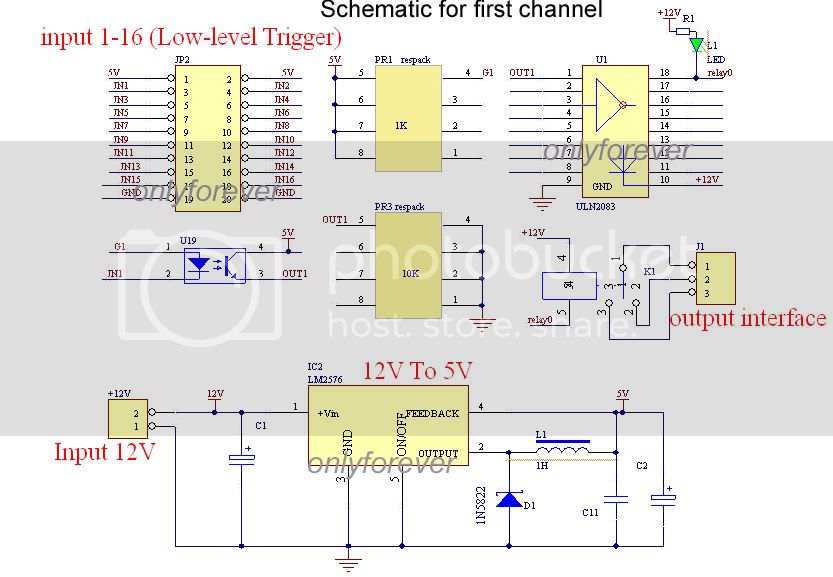 Schematic for first channel
input 1-16 (Low-level Trigger)
JP2
5V 1 2 5V
JN1 3 4 JN2
JN3 5 6 JN4
JN5 7 8 JN6
JN7 9 10 JN8
JN9 11 12 JN10
JN11 13 14 JN12
JN13 15 16 JN14
JN15 17 18 JN16
GND 19 20 GND
onlyforever
5V
PR1 respack
5 4 G1
6 3
7 2
8 1
1K
+12V
R1
L1
LED
U1
OUT1 1 18 relay0
2 17
3 16
4 15
5 14
6 13
7 12
8 11
9 GND 10 +12V
ULN2083
onlyforever
PR3 respack
OUT1 5 4
6 3
7 2
8 1
10K
U19
5V
G1 1 4
JN1 2 3 OUT1
+12V
4
5
relay0
1
3 1 2
3 2
K1
J1
1
2
3
output interface
photobucket
host. store. share.
12V To 5V
IC2
LM2576
+12V
2
1
Input 12V
12V
C1
+
1 +Vin
GND
3
ON/OFF
5
FEEDBACK 4
OUTPUT 2
onlyforever
5V
L1
1H
1N5822
D1
C11
C2
+